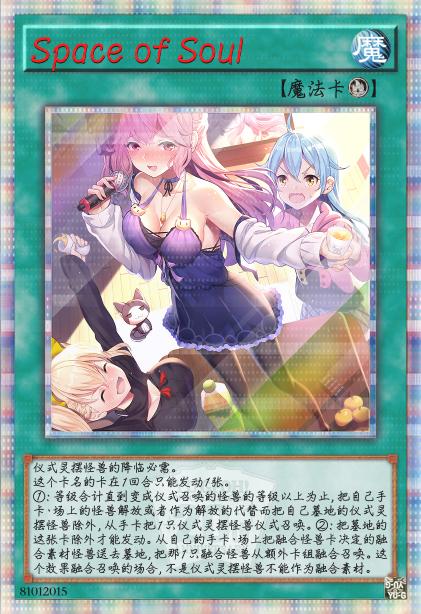 Space of Soul
魔
【魔法卡】
仪式灵摆怪兽的降临必需。
这个卡名的卡在1回合只能发动1张。
①：等级合计直到变成仪式召唤的怪兽的等级以上为止，把自己手
卡·场上的怪兽解放或者作为解放的代替而把自己墓地的仪式灵
摆怪兽除外，从手卡把1只仪式灵摆怪兽仪式召唤。②：把墓地的
这张卡除外才能发动。从自己的手卡·场上把融合怪兽卡决定的融
合素材怪兽送去墓地，把那1只融合怪兽从额外卡组融合召唤。这
个效果融合召唤的场合，不是仪式灵摆怪兽不能作为融合素材。
81012015